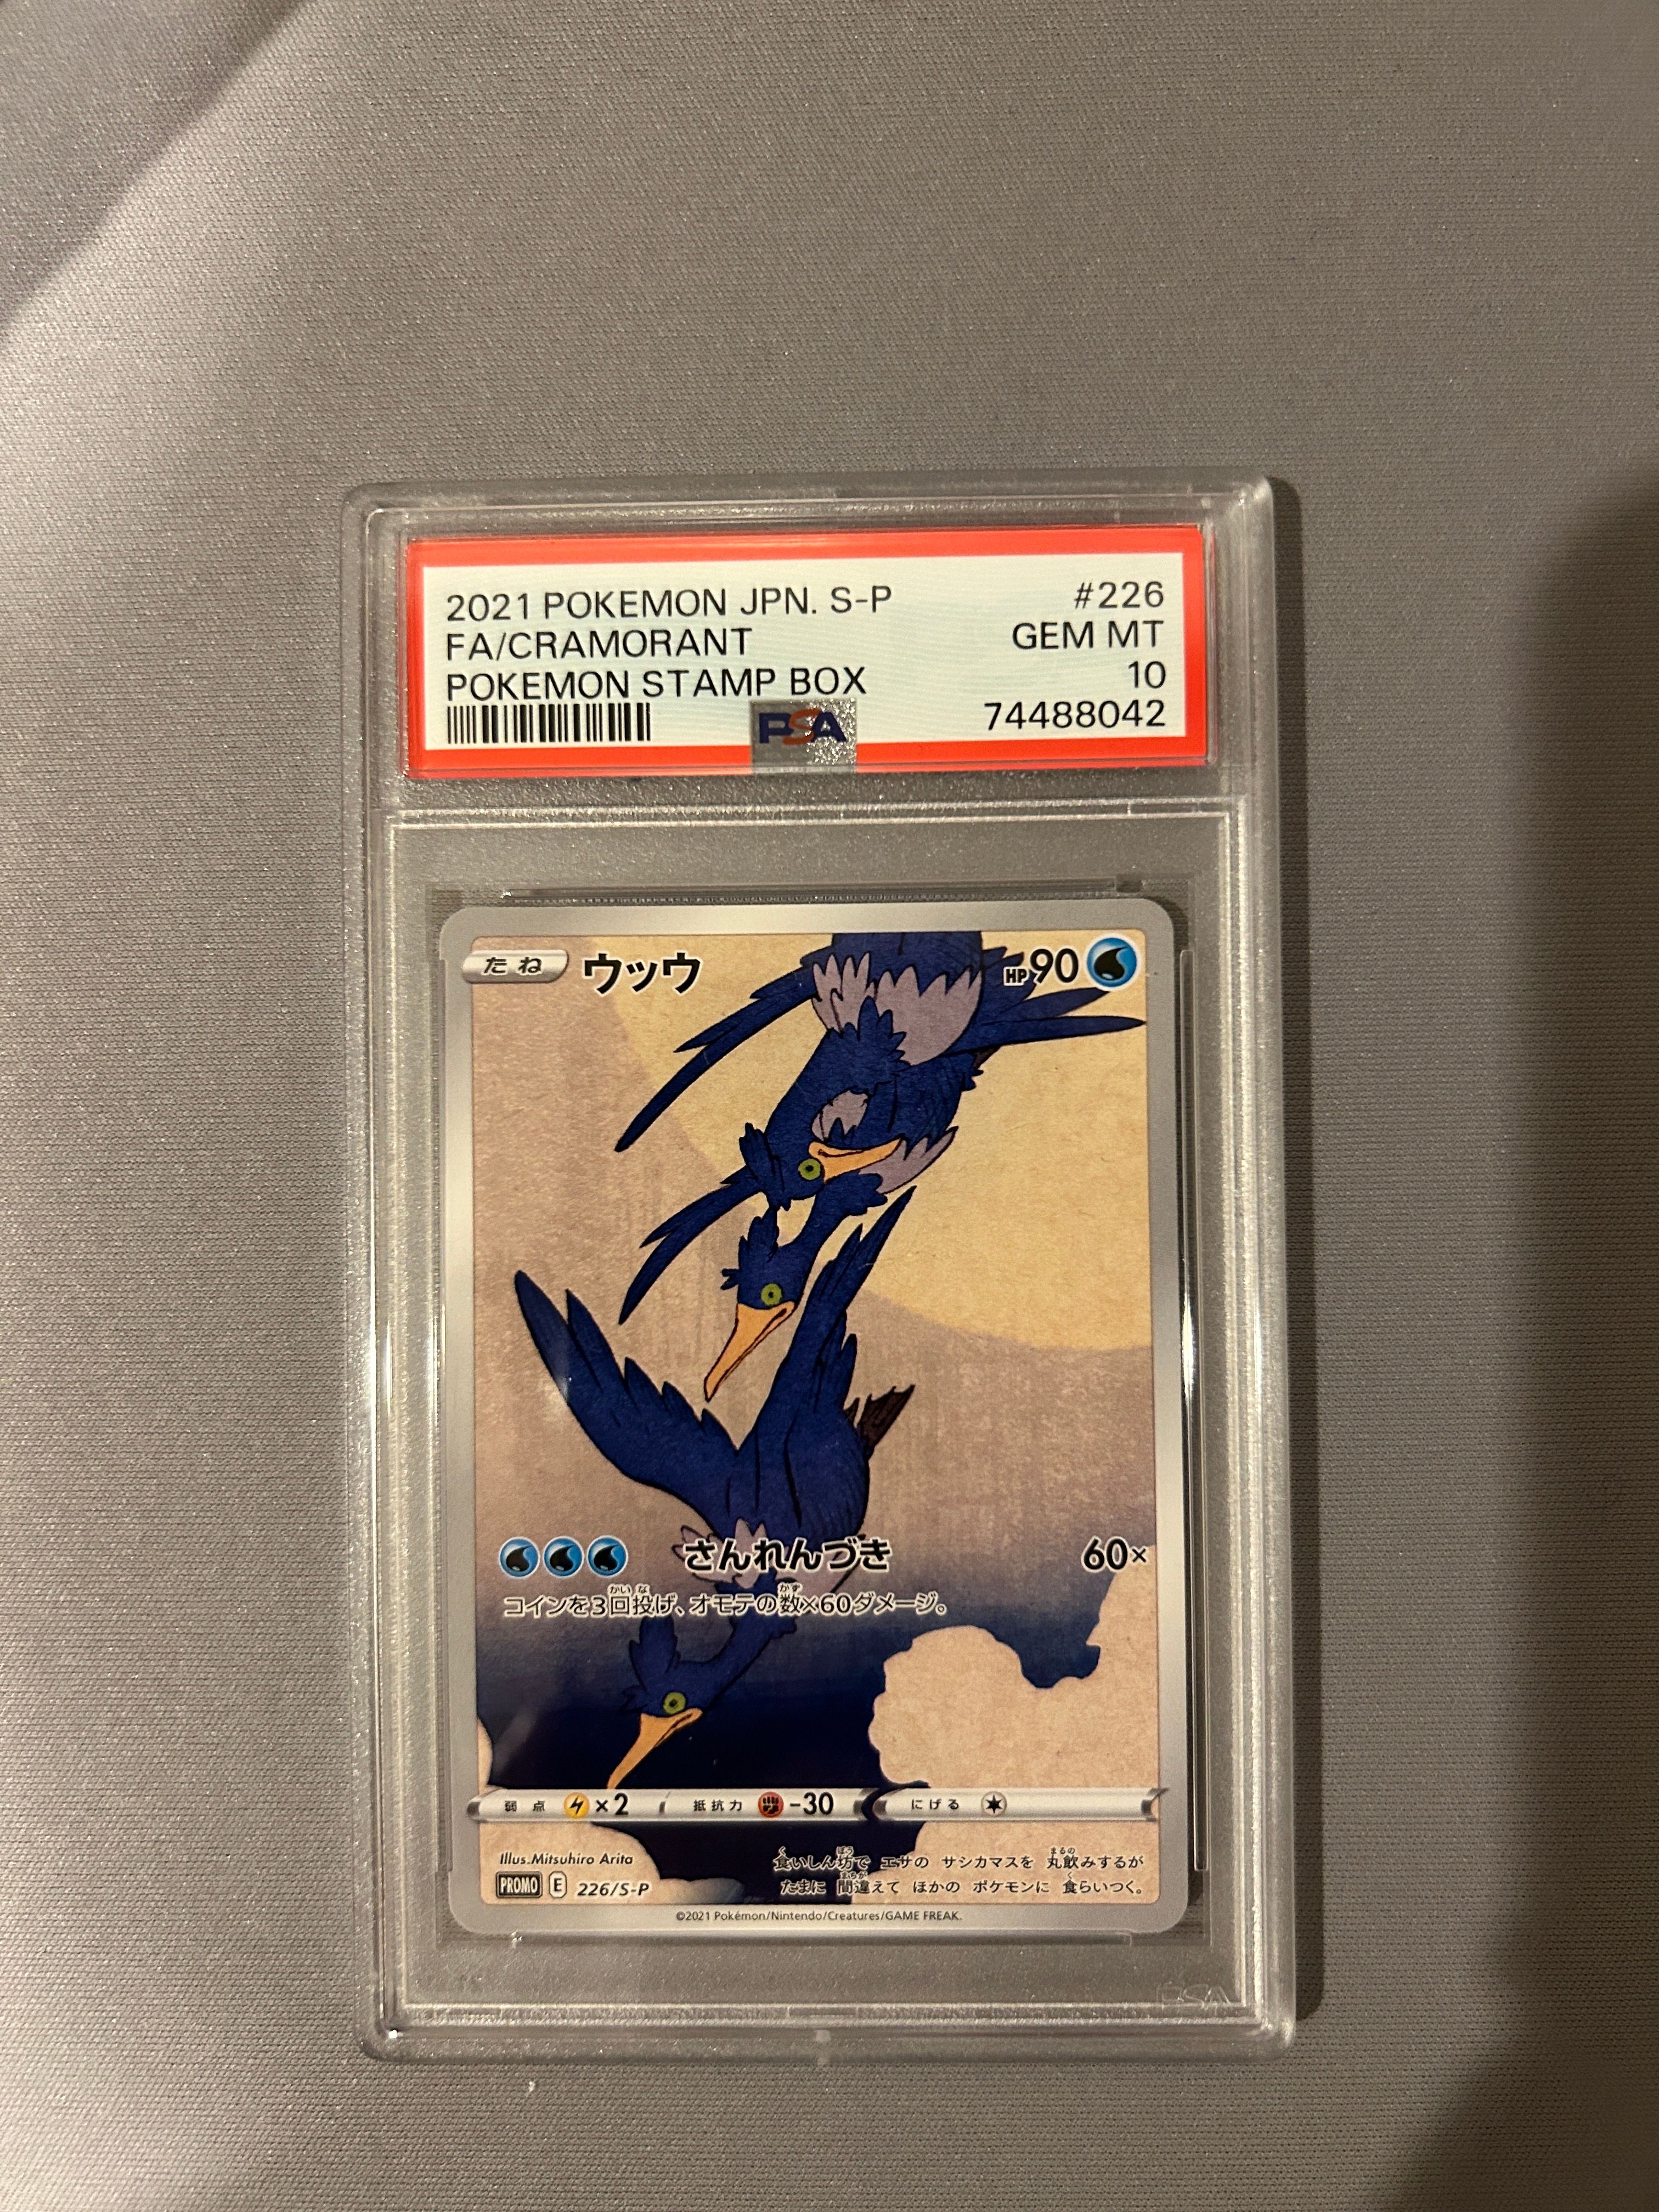 2021 POKEMON JPN. S-P #226
FA/CRAMORANT GEM MT
POKEMON STAMP BOX 10
PSA 74488042
たね ウッウ HP90
さんれんづき 60×
コインを3回投げ、オモテの数×60ダメージ。
弱点 ×2 抵抗力 -30 にげる
Illus.Mitsuhiro Arita
食いしん坊で エサの サシカマスを 丸飲みするが
たまに 間違えて ほかの ポケモンに 食らいつく。
PROMO E 226/S-P
©2021 Pokémon/Nintendo/Creatures/GAME FREAK.
PSA